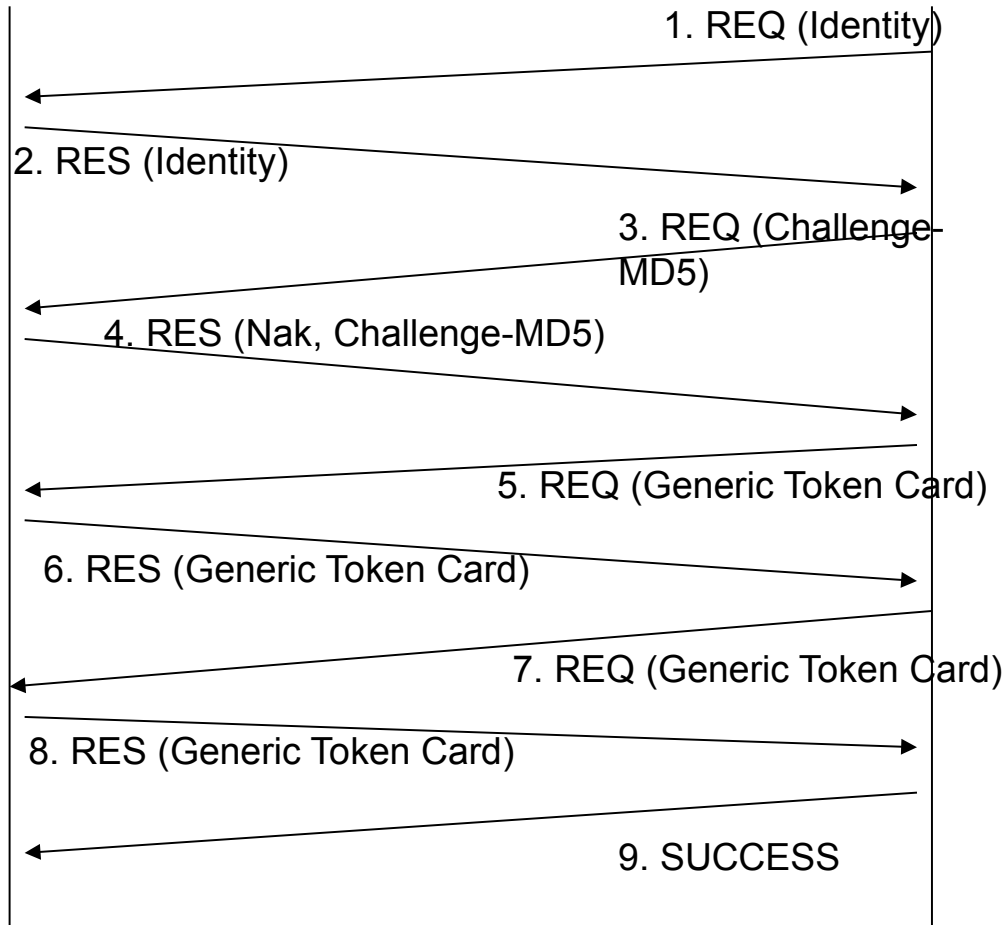 1. REQ (Identity)
2. RES (Identity)
3. REQ (Challenge-
MD5)
4. RES (Nak, Challenge-MD5)
5. REQ (Generic Token Card)
6. RES (Generic Token Card)
7. REQ (Generic Token Card)
8. RES (Generic Token Card)
9. SUCCESS